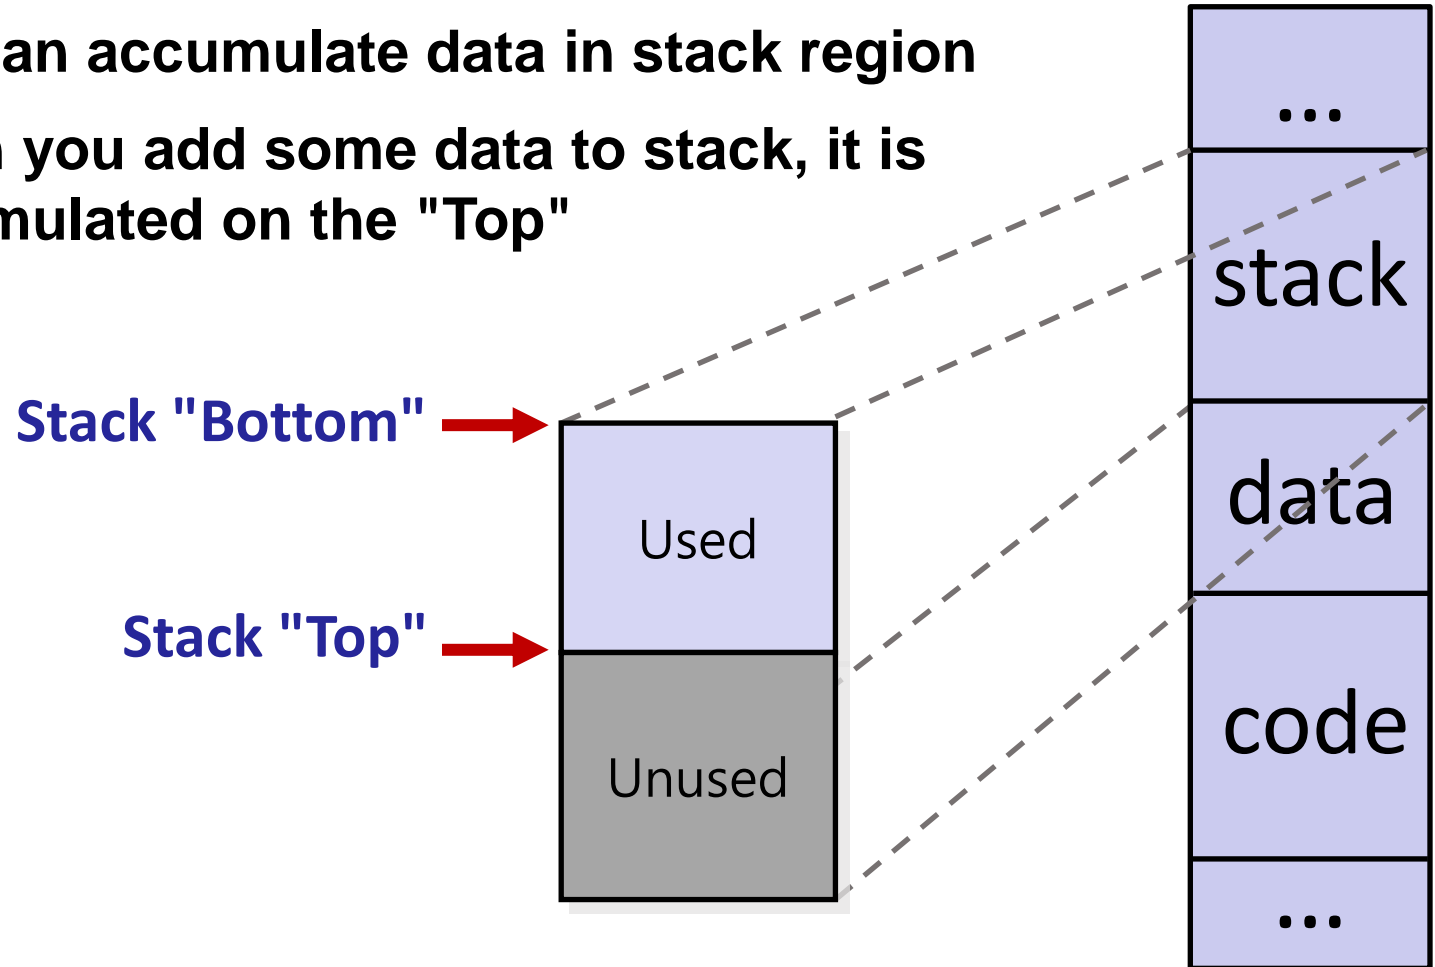 an accumulate data in stack region
you add some data to stack, it is
mulated on the "Top"
...
stack
Stack "Bottom"
data
Used
Stack "Top"
code
Unused
...